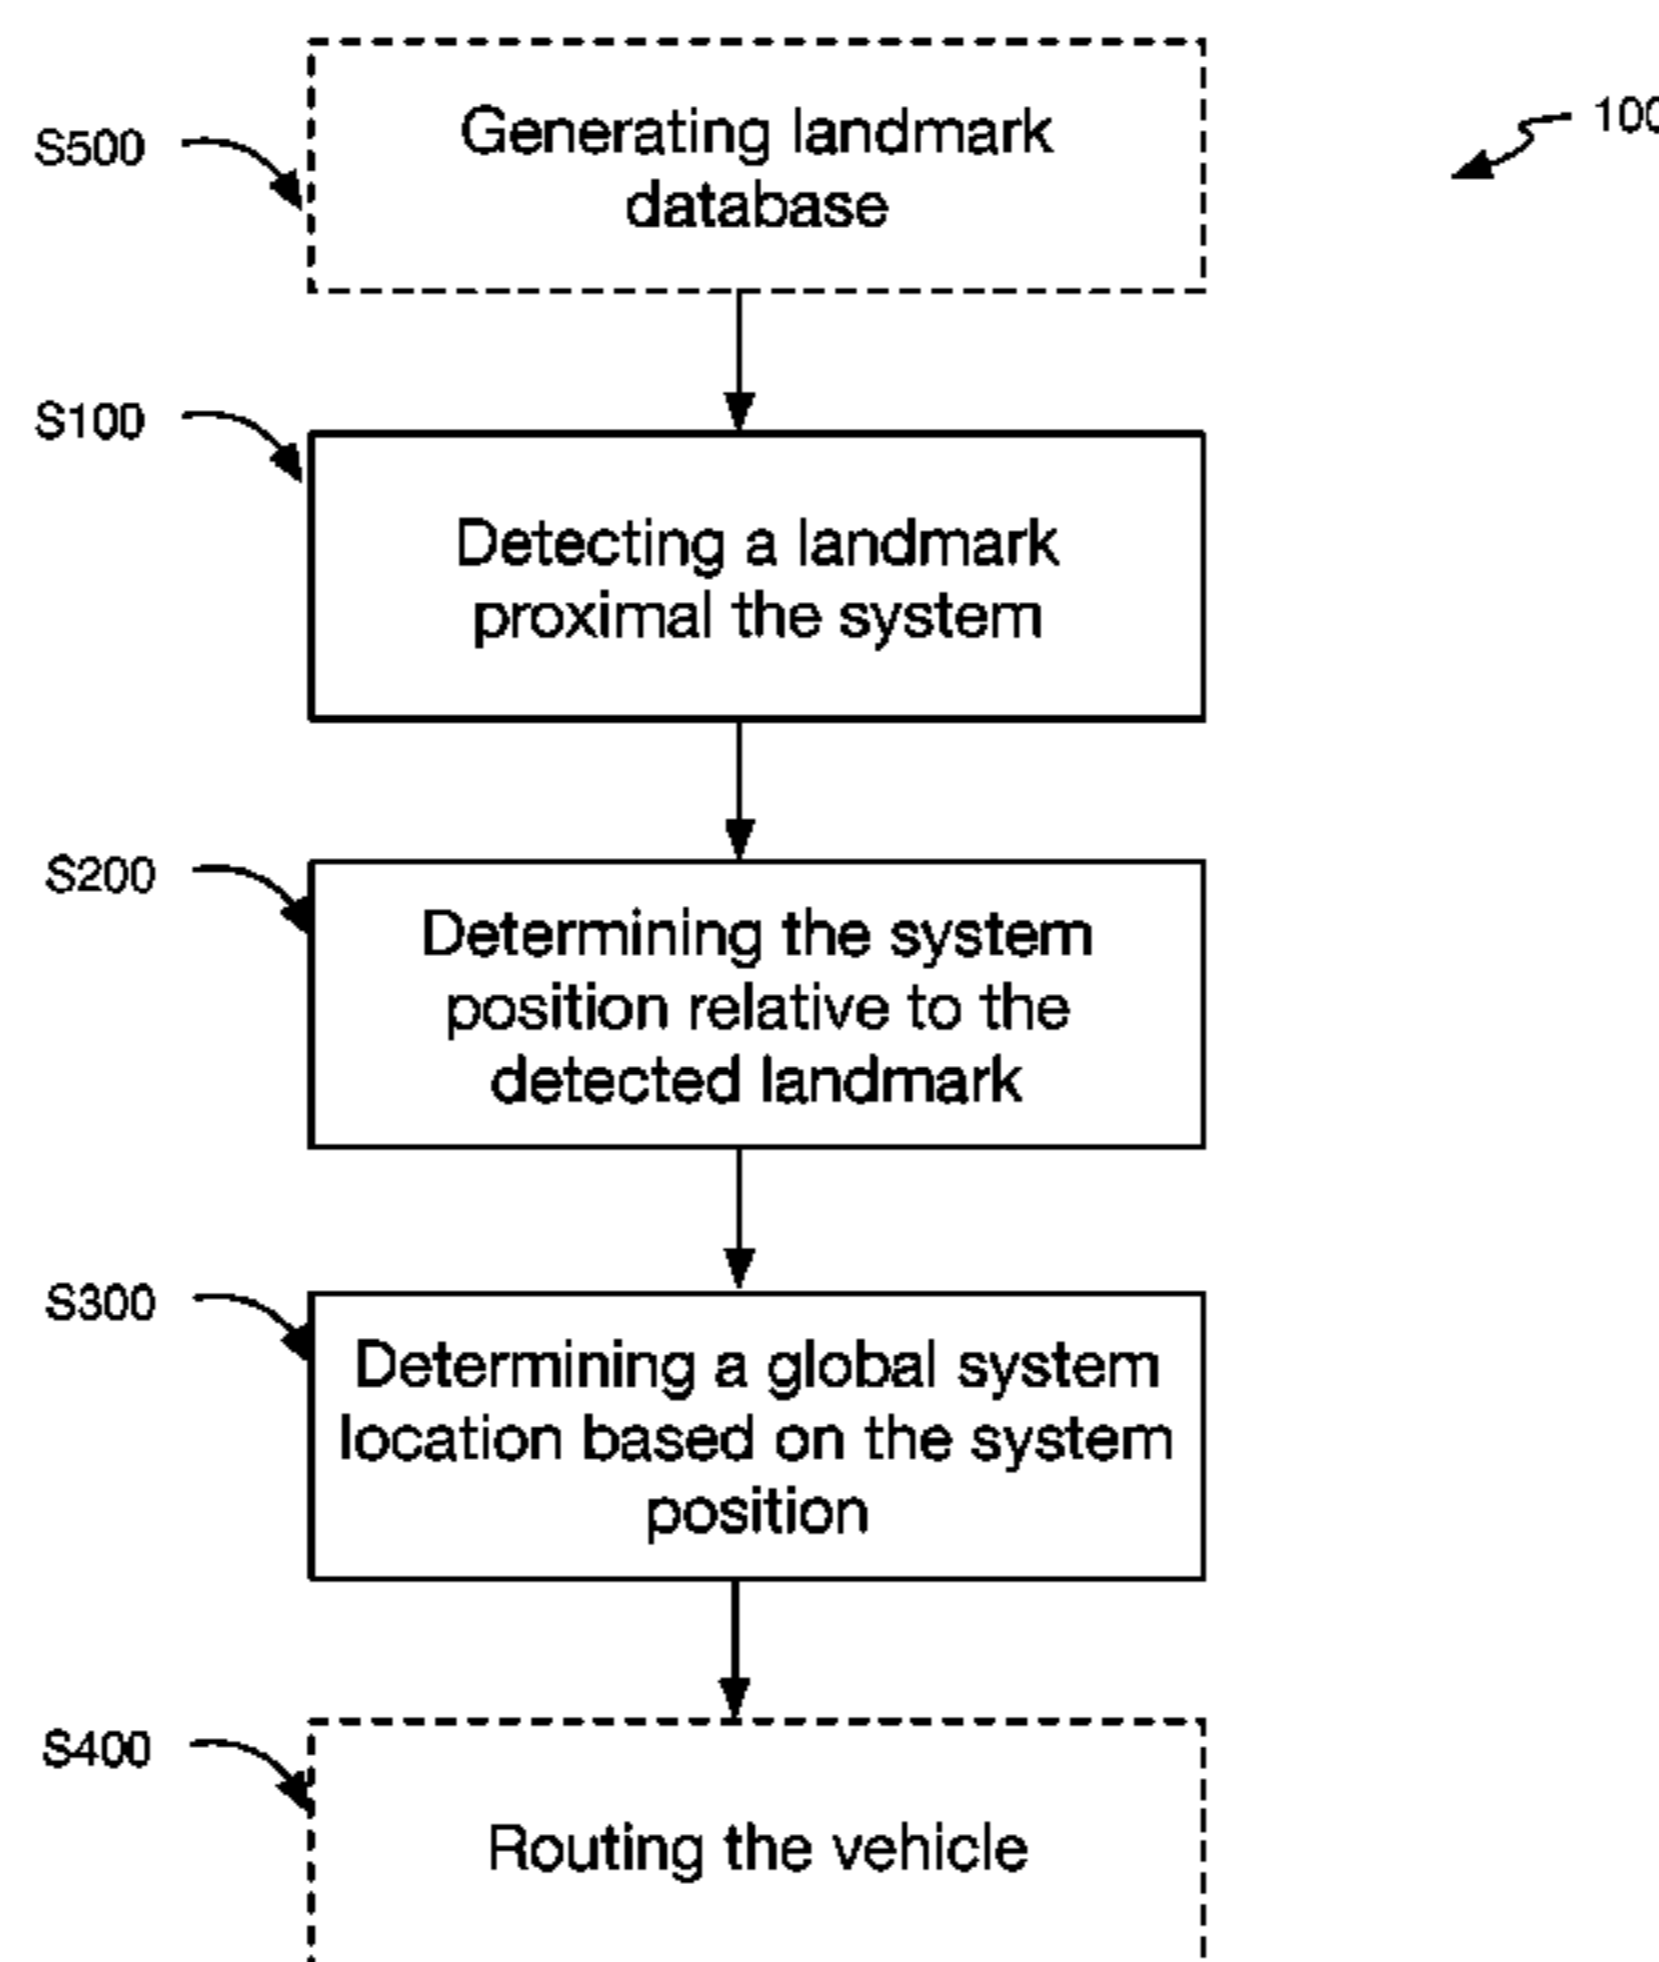 Generating landmark
database
S500
100
S100
Detecting a landmark
proximal the system
S200
Determining the system
position relative to the
detected landmark
S300
Determining a global system
location based on the system
position
S400
Routing the vehicle